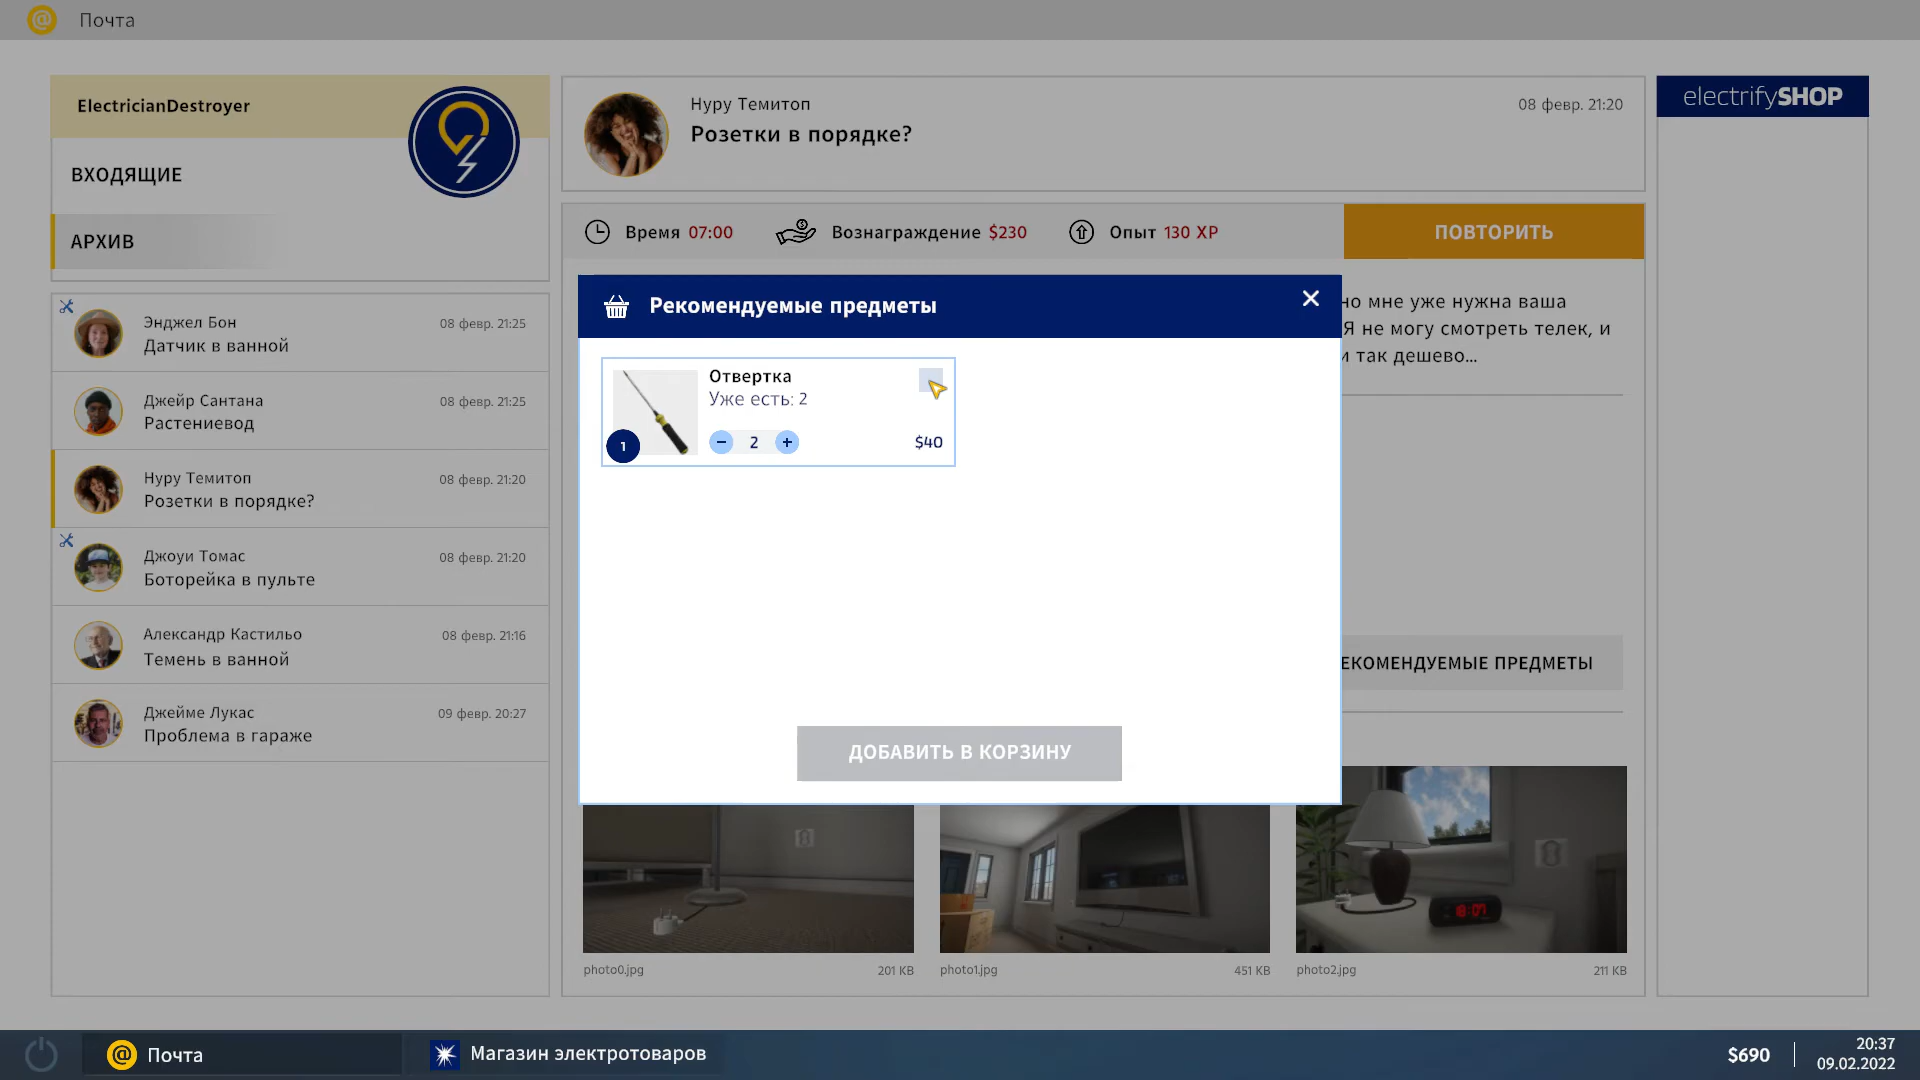 Почта
ElectricianDestroyer
ВХОДЯЩИЕ
АРХИВ
Энджел Бон
08 февр. 21:25
Датчик в ванной
Джейр Сантана
08 февр. 21:25
Растениевод
Нуру Темитоп
08 февр. 21:20
Розетки в порядке?
Джоуи Томас
08 февр. 21:20
Боторейка в пульте
Александр Кастильо
08 февр. 21:16
Темень в ванной
Джейме Лукас
09 февр. 20:27
Проблема в гараже
Нуру Темитоп
08 февр. 21:20
Розетки в порядке?
Время 07:00
Вознаграждение $230
Опыт 130 XP
ПОВТОРИТЬ
но мне уже нужна ваша
Я не могу смотреть телек, и
и так дешево...
Рекомендуемые предметы
Отвертка
Уже есть: 2
1
2
$40
ДОБАВИТЬ В КОРЗИНУ
ЕКОМЕНДУЕМЫЕ ПРЕДМЕТЫ
18:07
photo0.jpg
201 KB
photo1.jpg
451 KB
photo2.jpg
211 KB
electrifySHOP
Почта
Магазин электротоваров
$690
20:37
09.02.2022